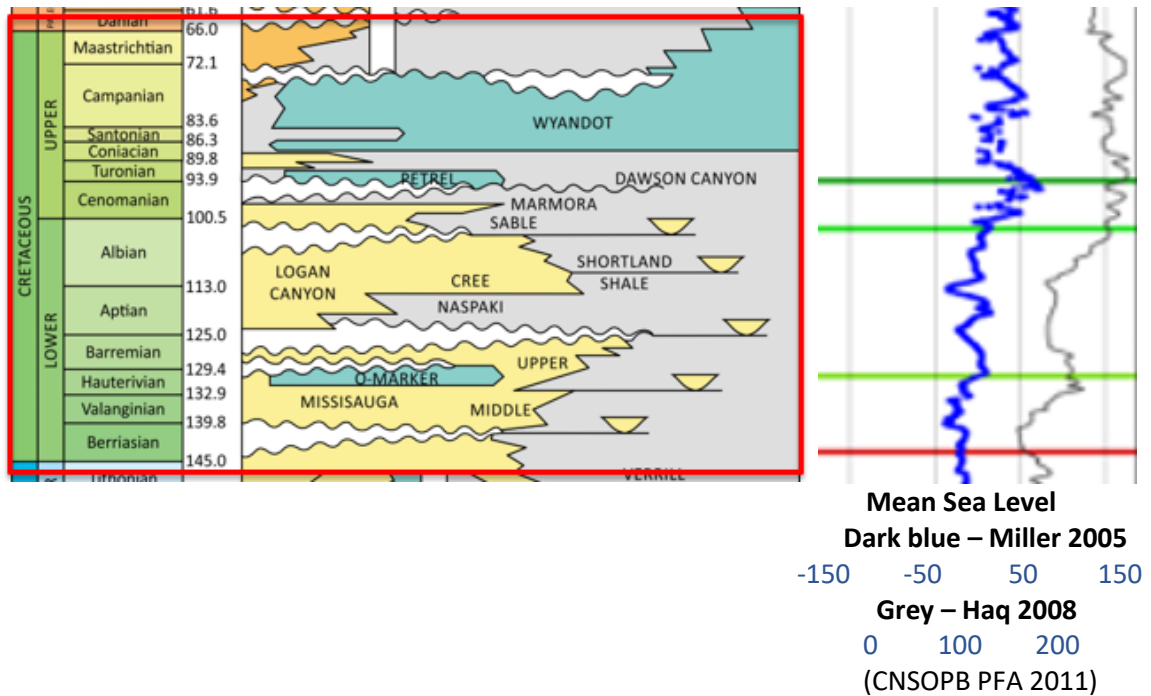 61.6
Danian
66.0
Maastrichtian
72.1
Campanian
83.6
Santonian
86.3
Coniacian
89.8
Turonian
93.9
Cenomanian
100.5
Albian
113.0
Aptian
125.0
Barremian
129.4
Hauterivian
132.9
Valanginian
139.8
Berriasian
145.0
CRETACEOUS
UPPER
LOWER
WYANDOT
PETREL
DAWSON CANYON
MARMORA
SABLE
SHORTLAND
SHALE
LOGAN
CANYON
CREE
NASPAKI
UPPER
O-MARKER
MISSISAUGA
MIDDLE
VERRILL
Mean Sea Level
Dark blue – Miller 2005
-150 -50 50 150
Grey – Haq 2008
0 100 200
(CNSOPB PFA 2011)